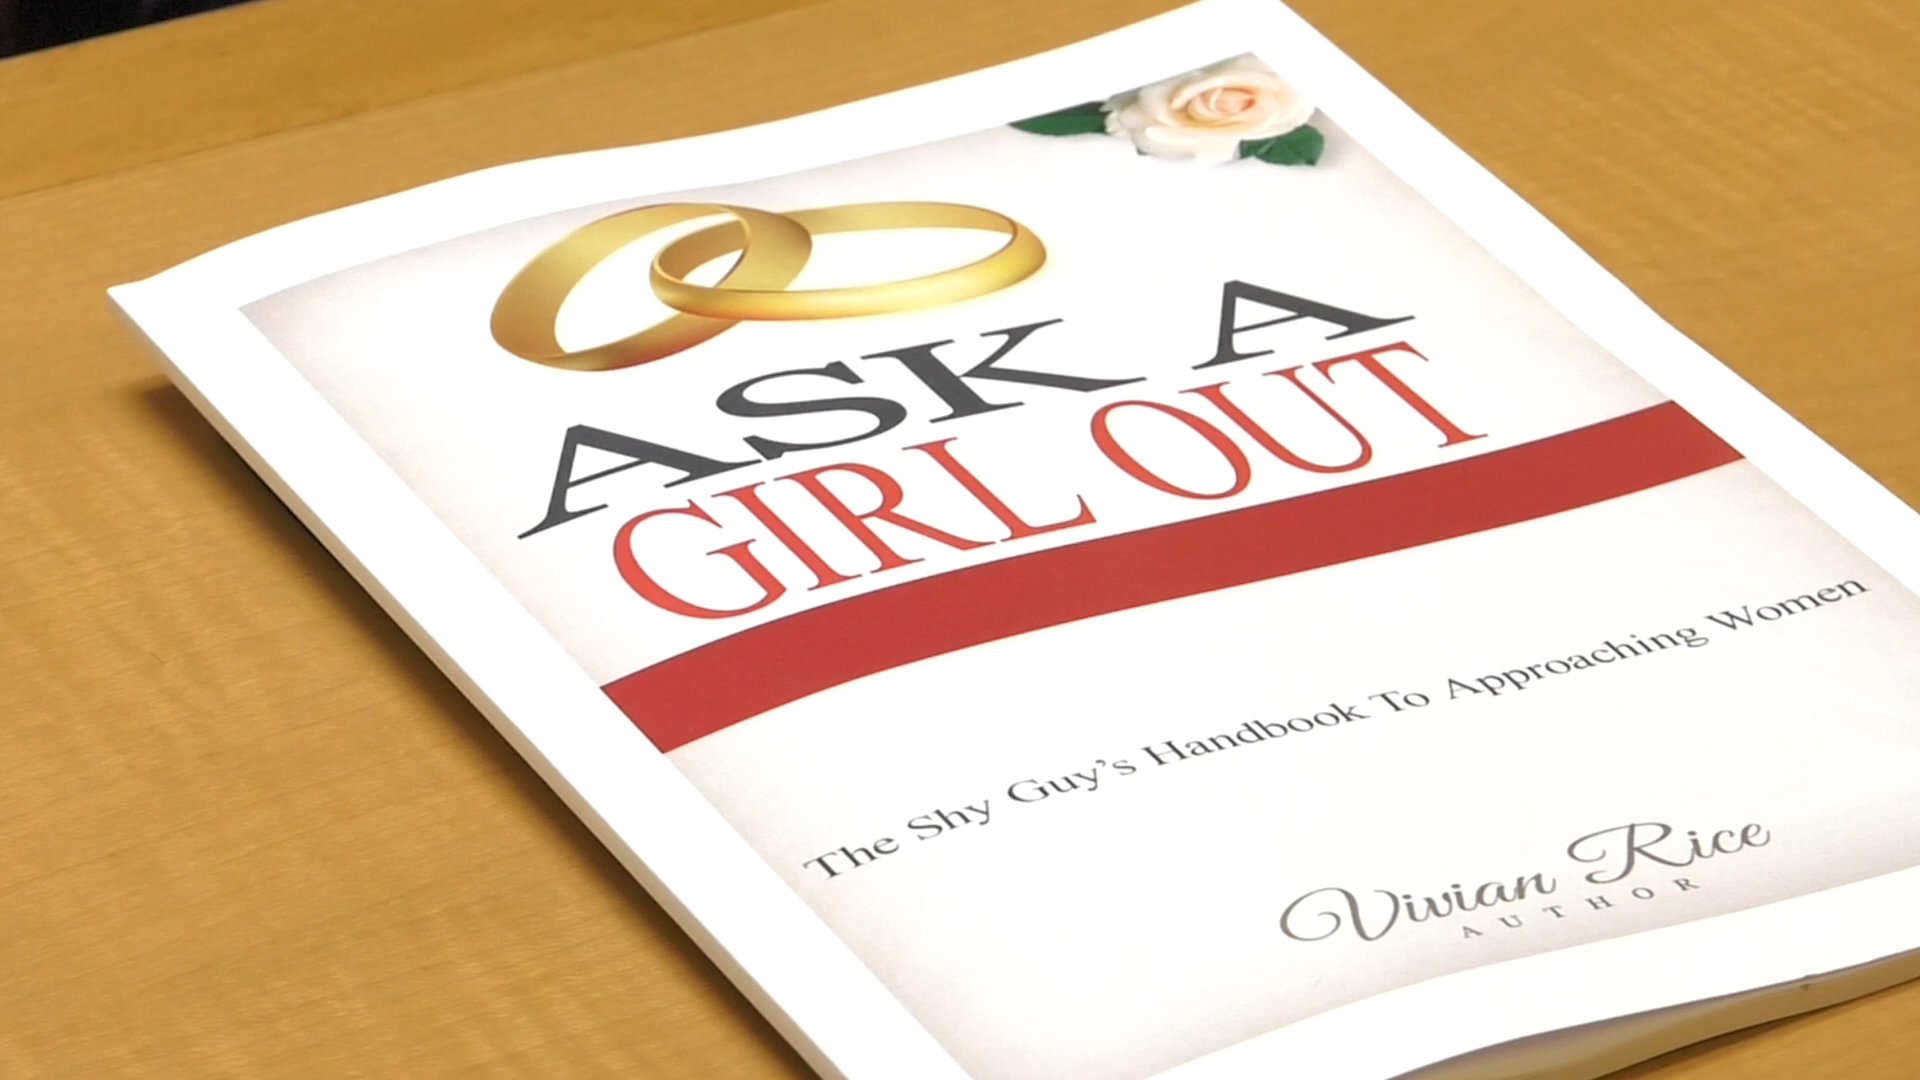 ASK A
GIRL OUT
The Shy Guy’s Handbook To Approaching Women
Vivian Rice
AUTHOR